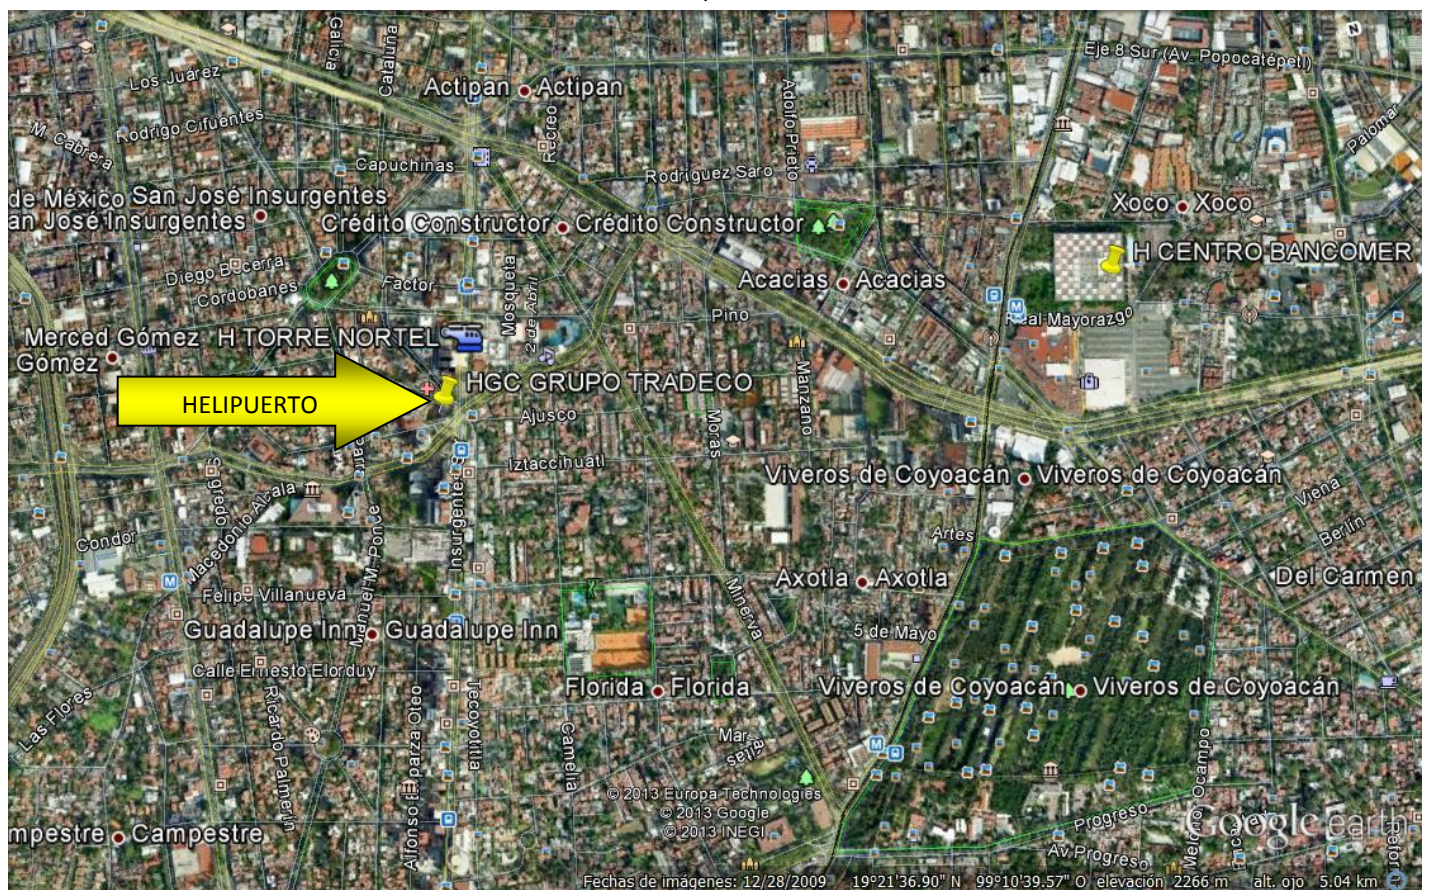 Galicia
Cataluña
Eje 8 Sur (Av. Popocatépetl)
Los Juárez
Actipan Actipan
Adolfo Prieto
Recreo
M. Cabrera
Rodrigo Cifuentes
Palomar
Capuchinas
Rodríguez Saro
de México San José Insurgentes
an José Insurgentes
Xoco Xoco
Crédito Constructor Crédito Constructor
H CENTRO BANCOMER
Diego Becerra
Mosqueta
Cordobanes
Factor
Acacias Acacias
2 de Abril
Pino
Real Mayorazgo
Merced Gómez H TORRE NORTEL
Gómez
Manzano
HGC GRUPO TRADECO
HELIPUERTO
Ajusco
Moras
Iztaccihuatl
Viveros de Coyoacán Viveros de Coyoacán
Sagredo
Macedonio Alcala
Insurgentes S
Viena
Berlín
Condor
Artes
Manuel M. Ponce
Axotla Axotla
Del Carmen
Felipe Villanueva
Minerva
Guadalupe Inn Guadalupe Inn
5 de Mayo
Calle Ernesto Elorduy
Florida Florida
Viveros de Coyoacán Viveros de Coyoacán
Las Flores
Ricardo Palmerín
Alfonso Esparza Oteo
Tecoyotitla
Camelia
Margaritas
Melchor Ocampo
© 2013 Europa Technologies
© 2013 Google
© 2013 INEGI
Progreso
Google earth
mpestre Campestre
Av Progreso
Fechas de imágenes: 12/28/2009 19°21'36.90" N 99°10'39.57" O elevación 2266 m alt. ojo 5.04 km